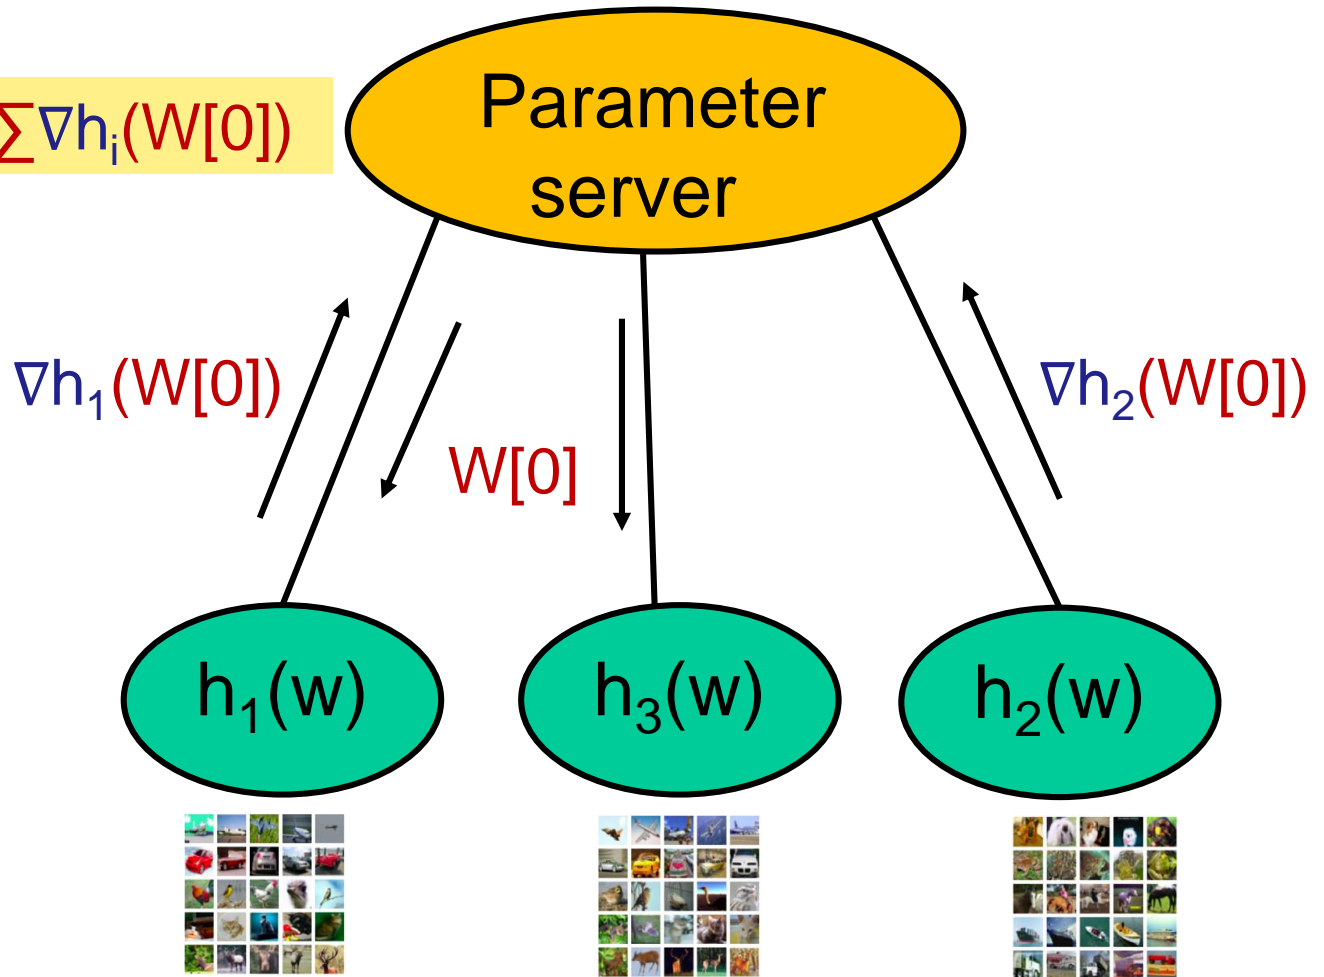 Parameter
server
∑∇hᵢ(W[0])
∇h₁(W[0])
∇h₂(W[0])
W[0]
h₁(w)
h₃(w)
h₂(w)